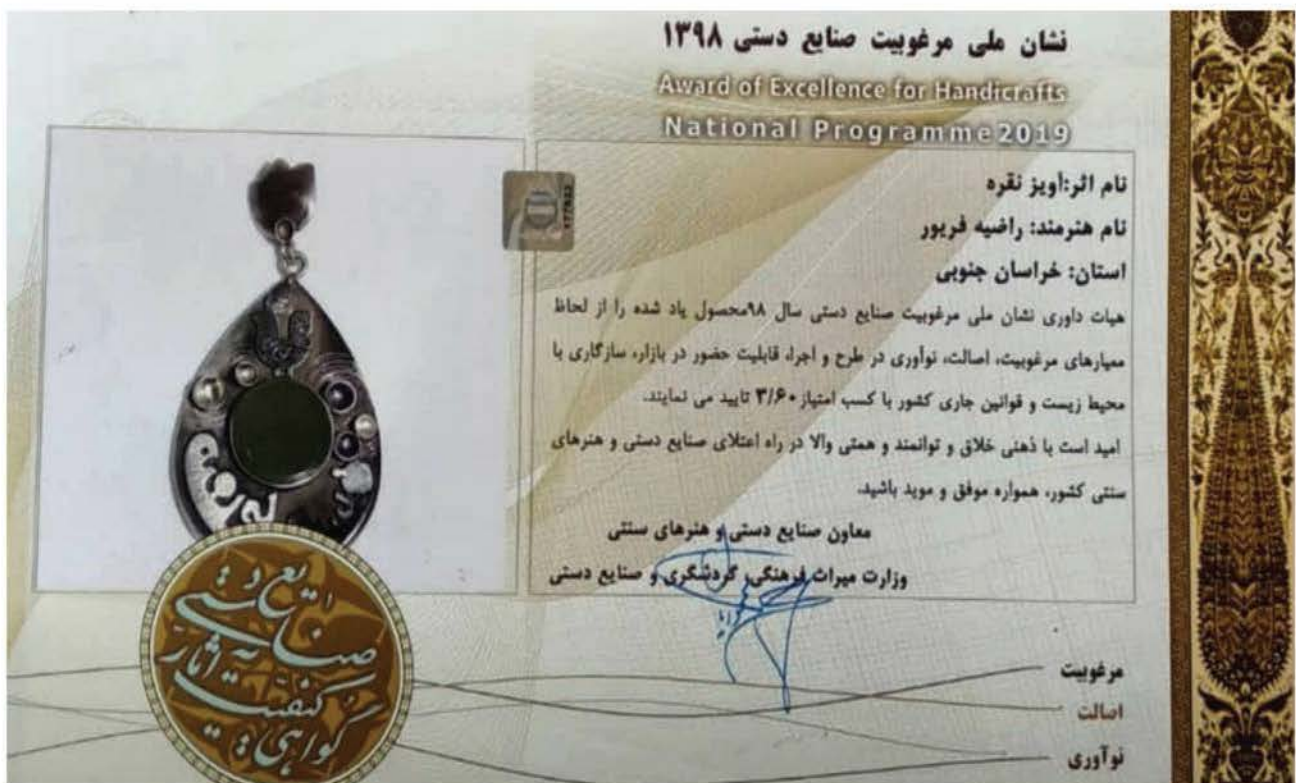 نشان ملی مرغوبیت صنایع دستی ۱۳۹۸
Award of Excellence for Handicrafts
National Programme 2019
نام اثر:آویز نقره
نام هنرمند: راضیه فریور
استان: خراسان جنوبی
هیات داوری نشان ملی مرغوبیت صنایع دستی سال ۹۸محصول یاد شده را از لحاظ
معیارهای مرغوبیت، اصالت، نوآوری در طرح و اجرا، قابلیت حضور در بازار، سازگاری با
محیط زیست و قوانین جاری کشور با کسب امتیاز ۳/۶۰ تایید می نمایند.
امید است با ذهنی خلاق و توانمند و همتی والا در راه اعتلای صنایع دستی و هنرهای
سنتی کشور، همواره موفق و موید باشید.
معاون صنایع دستی و هنرهای سنتی
وزارت میراث فرهنگی، گردشگری و صنایع دستی
مرغوبیت
اصالت
نوآوری
صنایع دستی
گواهی کیفیت